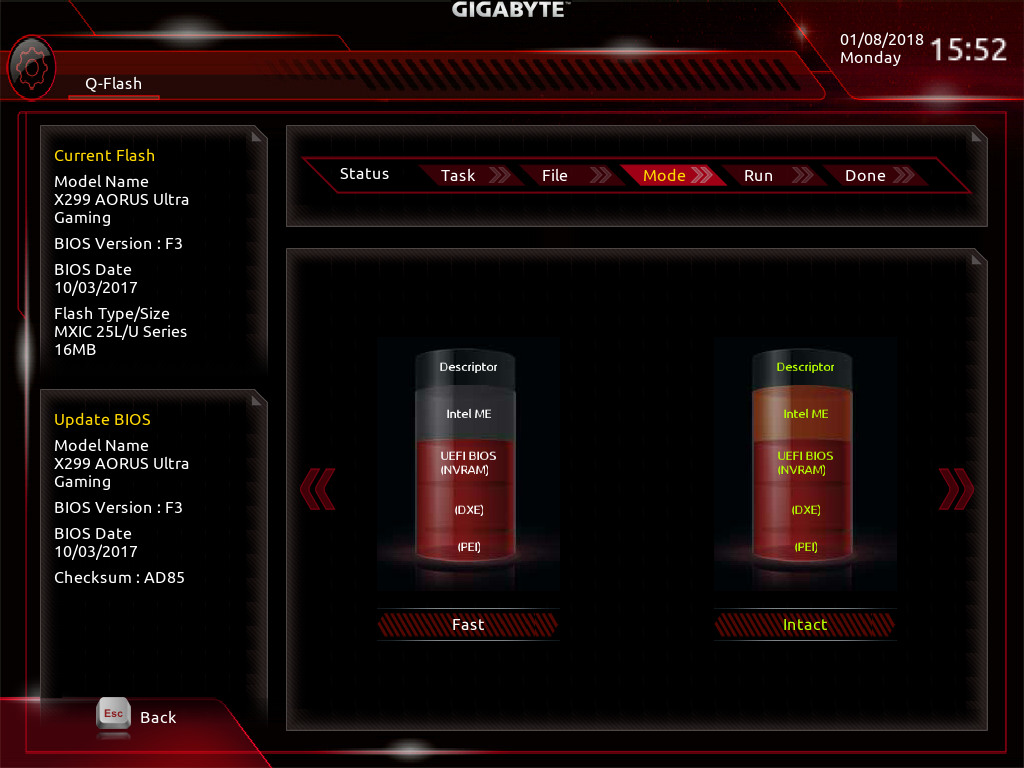 GIGABYTE™
01/08/2018
Monday
15:52
Q-Flash
Current Flash
Model Name
X299 AORUS Ultra
Gaming
BIOS Version : F3
BIOS Date
10/03/2017
Flash Type/Size
MXIC 25L/U Series
16MB
Update BIOS
Model Name
X299 AORUS Ultra
Gaming
BIOS Version : F3
BIOS Date
10/03/2017
Checksum : AD85
Esc Back
Status Task File Mode Run Done
Descriptor
Intel ME
UEFI BIOS
(NVRAM)
(DXE)
(PEI)
Fast
Descriptor
Intel ME
UEFI BIOS
(NVRAM)
(DXE)
(PEI)
Intact